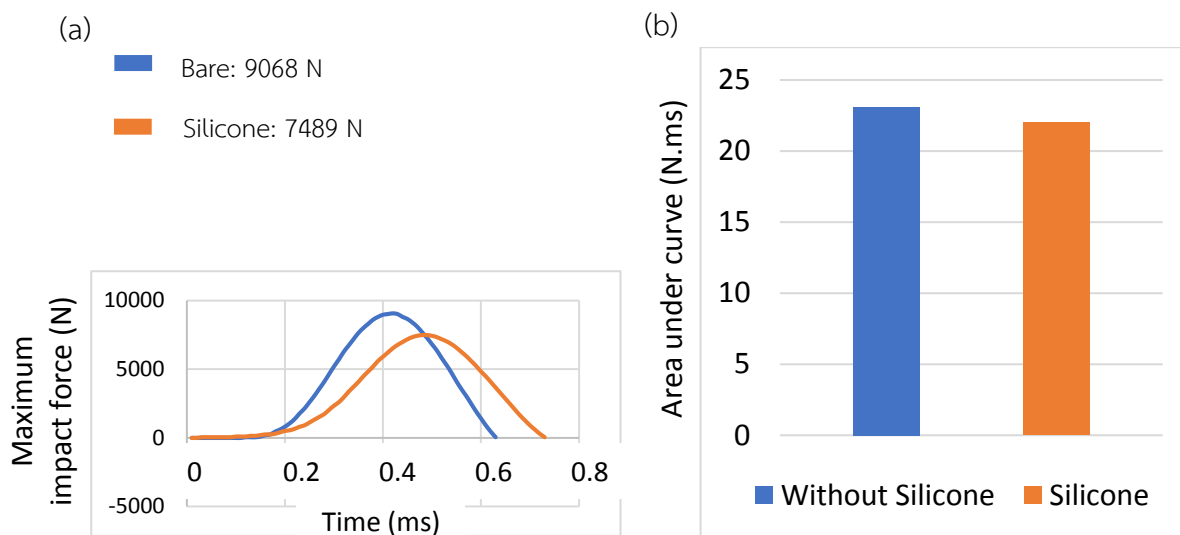 (a)
Bare: 9068 N
Silicone: 7489 N
Maximum
impact force (N)
10000
5000
0
-5000
0 0.2 0.4 0.6 0.8
Time (ms)
(b)
Area under curve (N.ms)
25
20
15
10
5
0
Without Silicone Silicone